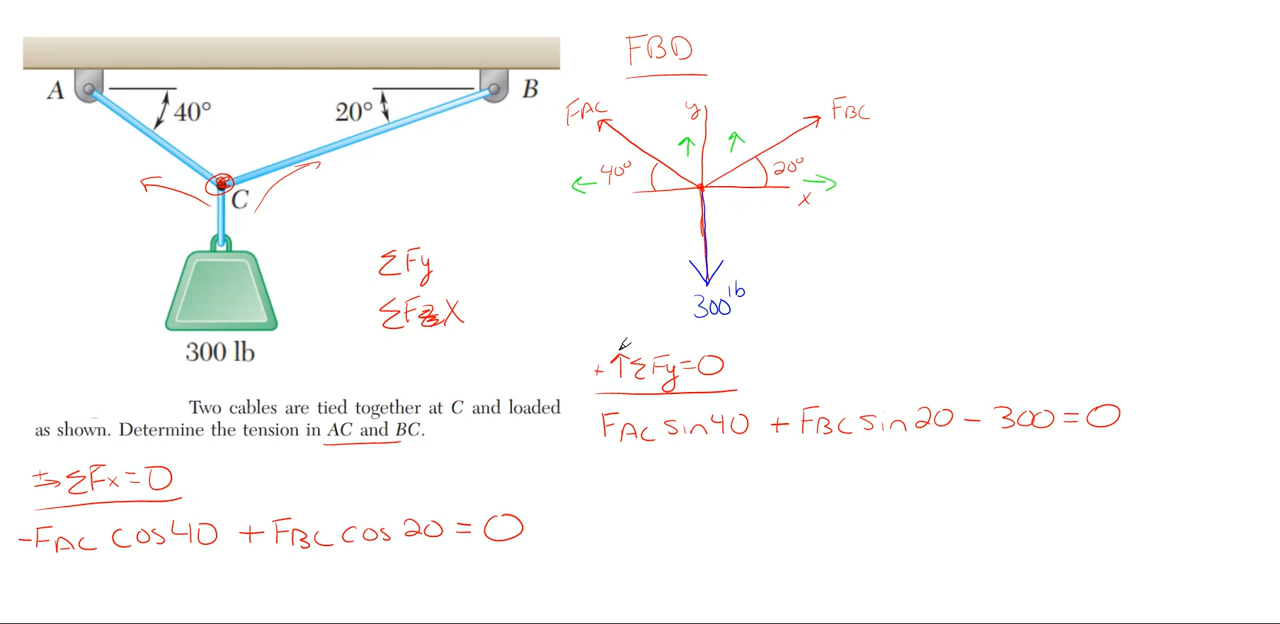 A
B
40°
20°
C
300 lb
Two cables are tied together at C and loaded
as shown. Determine the tension in AC and BC.
ΣFy
ΣFX
FBD
FAC
y
FBC
40°
20°
x
300 lb
+↑ΣFy=0
FAC sin40 + FBC sin20 - 300 = 0
+→ΣFx=0
-FAC cos40 + FBC cos20 = 0